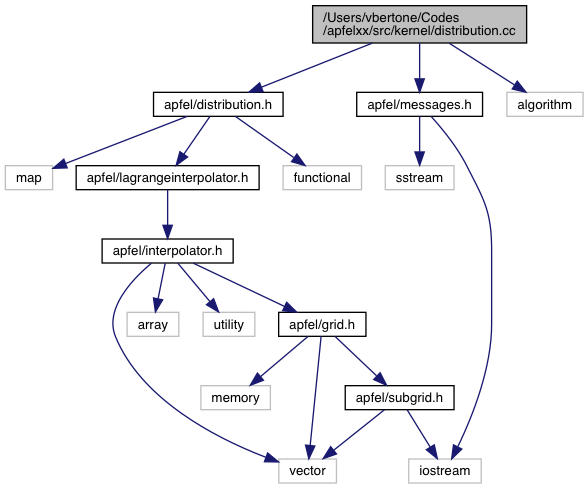 /Users/vbertone/Codes
/apfelxx/src/kernel/distribution.cc
apfel/distribution.h
apfel/messages.h
algorithm
map
apfel/lagrangeinterpolator.h
functional
sstream
apfel/interpolator.h
array
utility
apfel/grid.h
memory
apfel/subgrid.h
vector
iostream